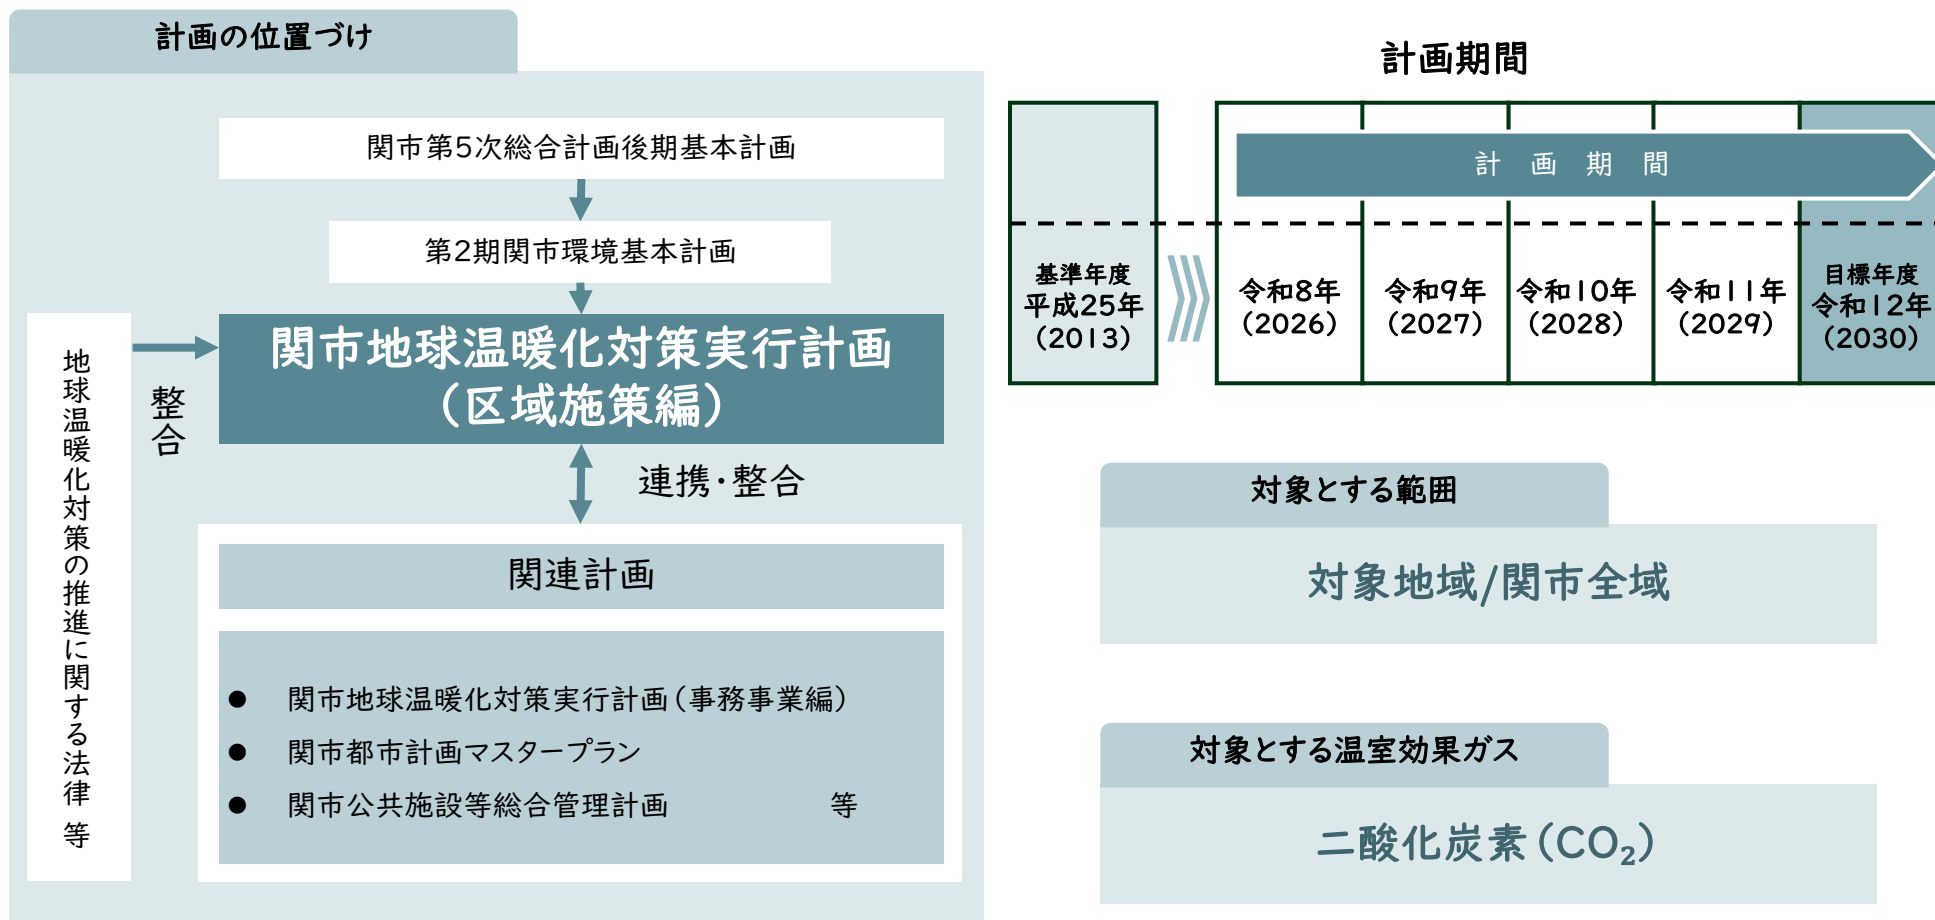 計画の位置づけ
関市第5次総合計画後期基本計画
第2期関市環境基本計画
関市地球温暖化対策実行計画
（区域施策編）
地球温暖化対策の推進に関する法律 等
整合
連携・整合
関連計画
● 関市地球温暖化対策実行計画（事務事業編）
● 関市都市計画マスタープラン
● 関市公共施設等総合管理計画 等
計画期間
計 画 期 間
基準年度
平成25年
(2013)
令和8年
(2026)
令和9年
(2027)
令和10年
(2028)
令和11年
(2029)
目標年度
令和12年
(2030)
対象とする範囲
対象地域/関市全域
対象とする温室効果ガス
二酸化炭素（CO₂）